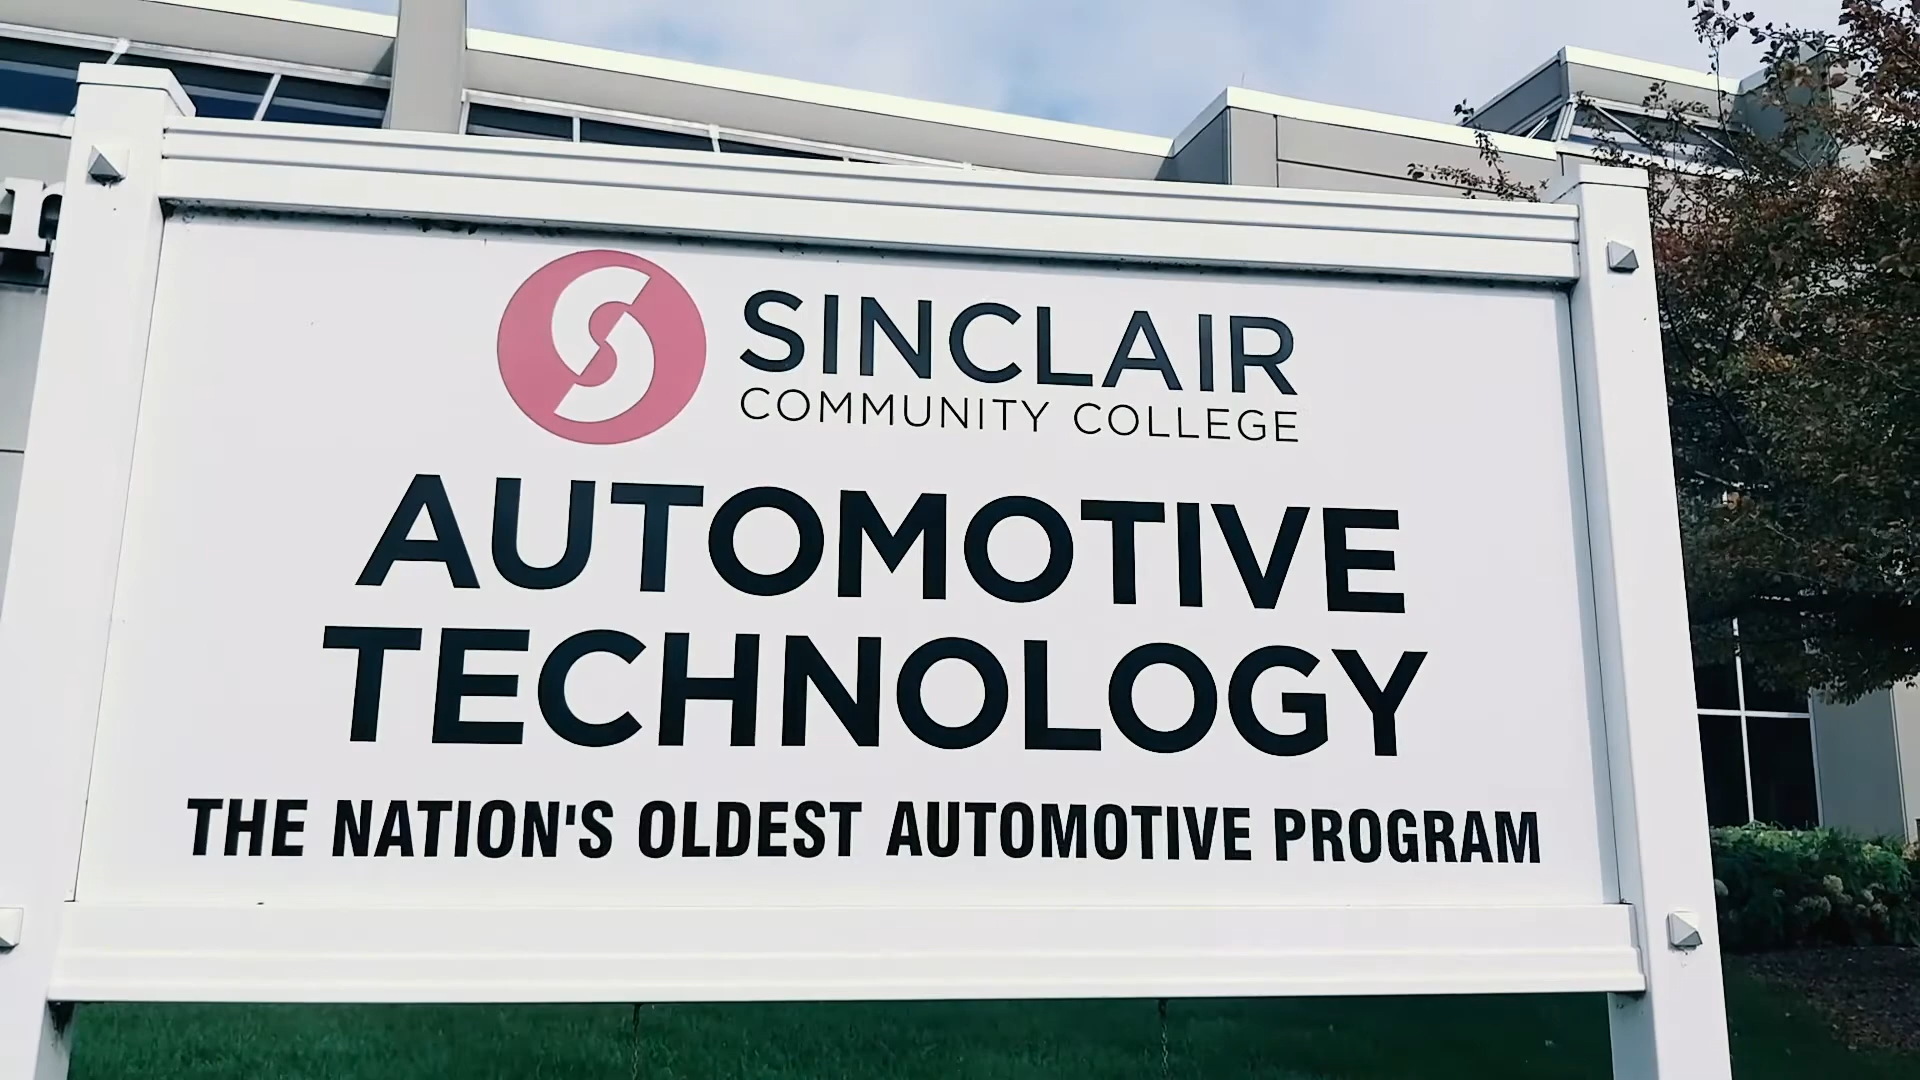 SINCLAIR
COMMUNITY COLLEGE
AUTOMOTIVE
TECHNOLOGY
THE NATION'S OLDEST AUTOMOTIVE PROGRAM